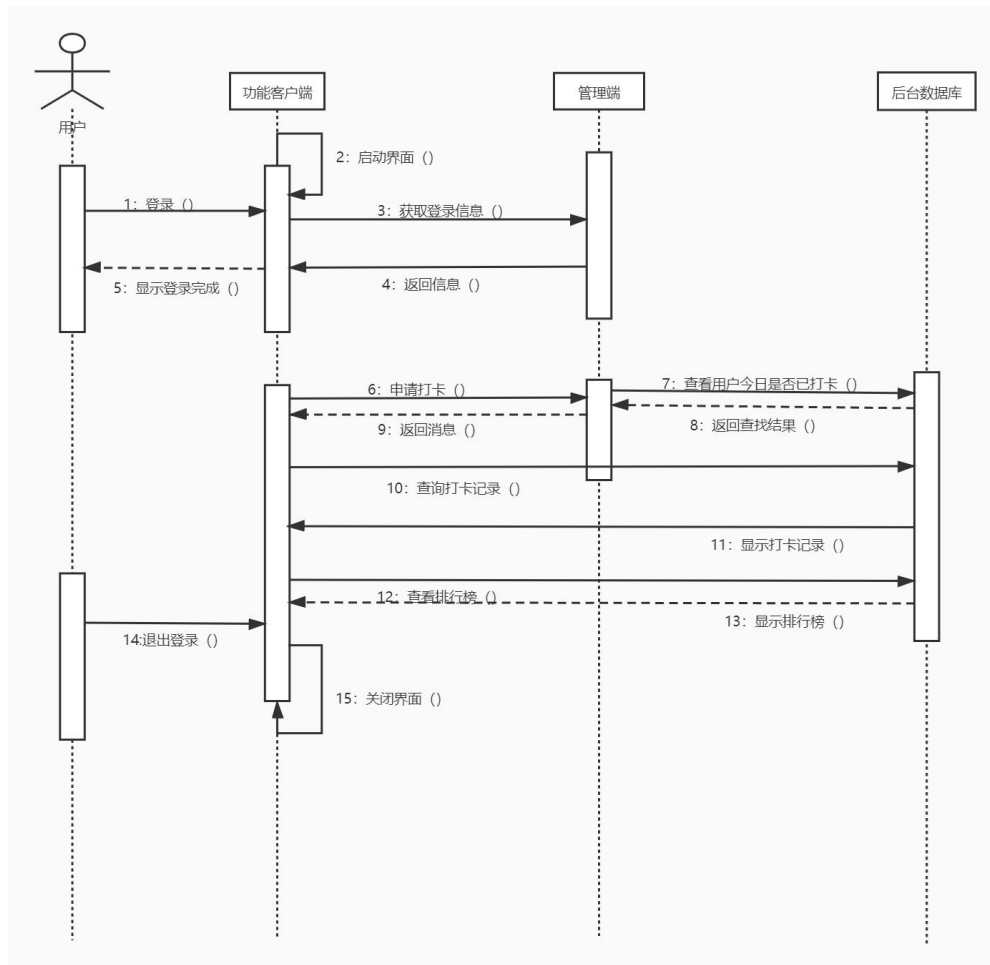 功能客户端
管理端
后台数据库
用户
2：启动界面（）
1：登录（）
3：获取登录信息（）
4：返回信息（）
5：显示登录完成（）
6：申请打卡（）
7：查看用户今日是否已打卡（）
8：返回查找结果（）
9：返回消息（）
10：查询打卡记录（）
11：显示打卡记录（）
12：查看排行榜（）
13：显示排行榜（）
14:退出登录（）
15：关闭界面（）